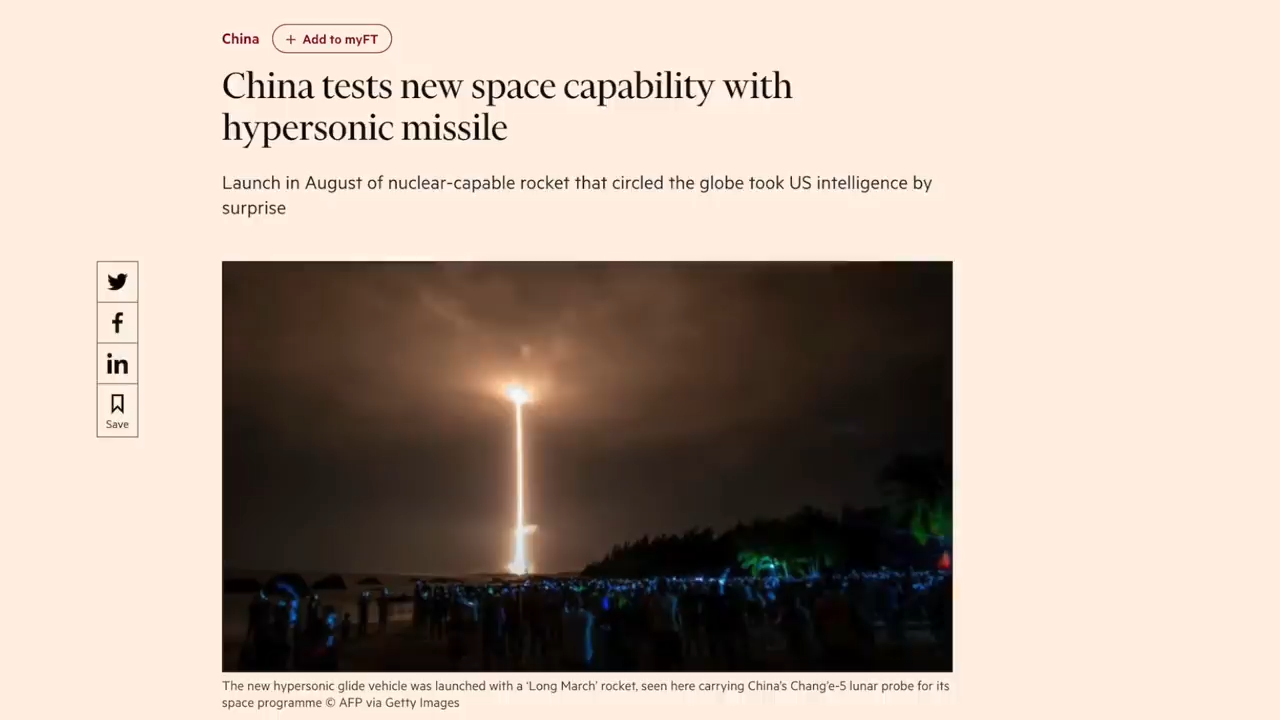 China
+ Add to myFT
China tests new space capability with
hypersonic missile
Launch in August of nuclear-capable rocket that circled the globe took US intelligence by
surprise
Save
The new hypersonic glide vehicle was launched with a ‘Long March’ rocket, seen here carrying China’s Chang’e-5 lunar probe for its
space programme © AFP via Getty Images